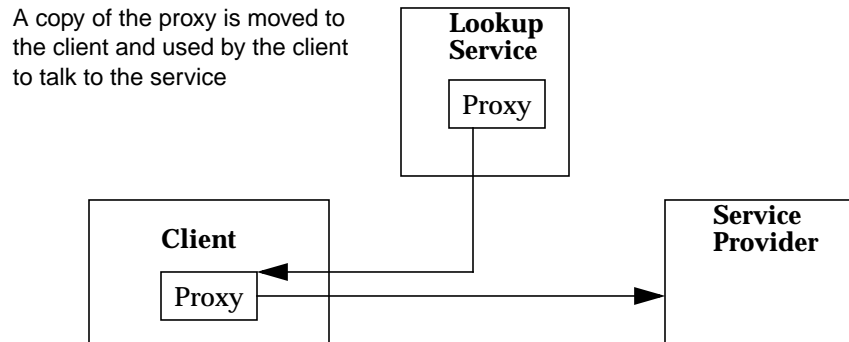 A copy of the proxy is moved to
the client and used by the client
to talk to the service
Lookup
Service
Proxy
Client
Proxy
Service
Provider